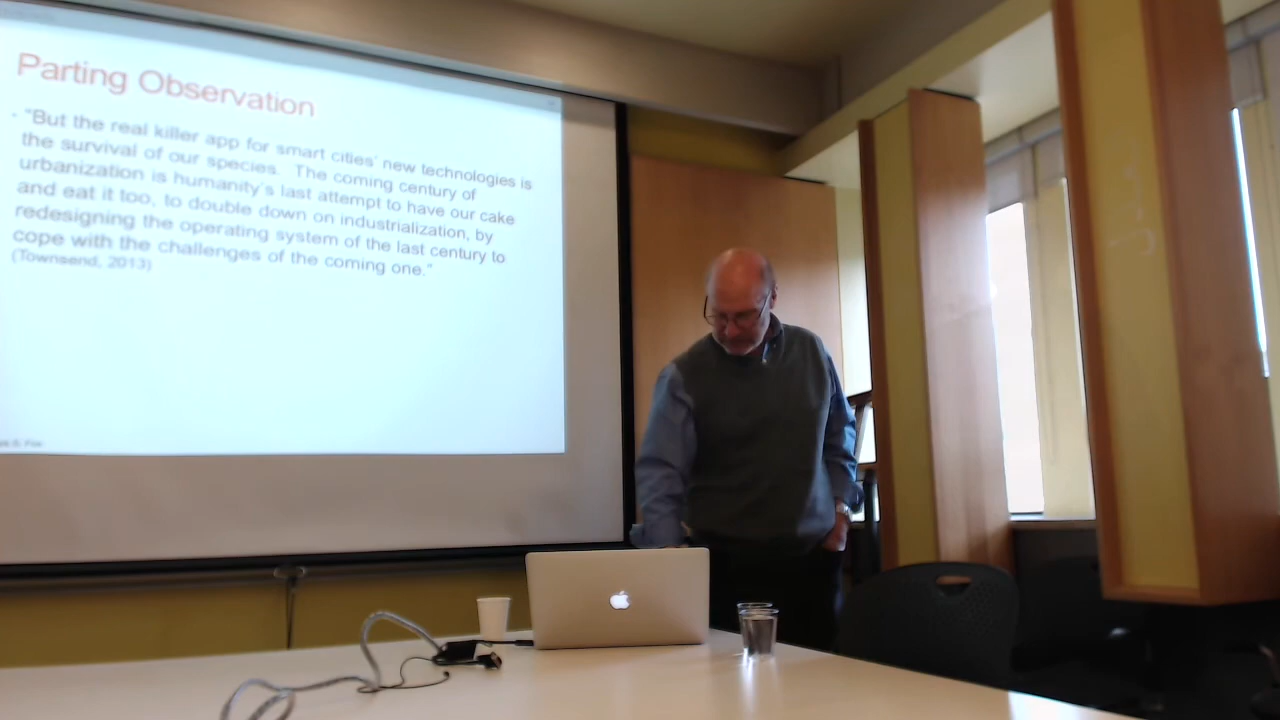 Parting Observation
· "But the real killer app for smart cities' new technologies is
the survival of our species. The coming century of
urbanization is humanity's last attempt to have our cake
and eat it too, to double down on industrialization, by
redesigning the operating system of the last century to
cope with the challenges of the coming one."
(Townsend, 2013)
S. Fox